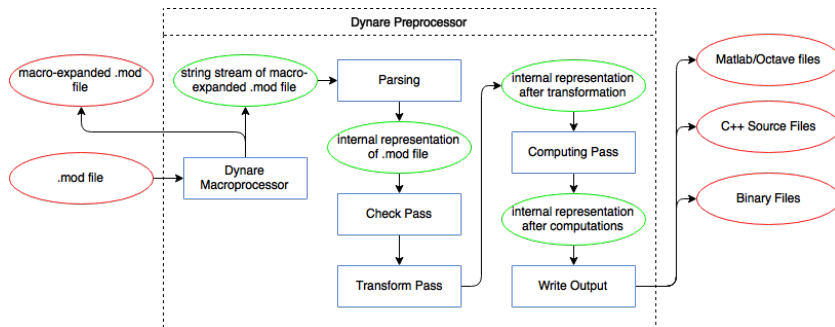 Dynare Preprocessor
macro-expanded .mod
file
string stream of macro-
expanded .mod file
Parsing
internal representation
after transformation
Matlab/Octave files
C++ Source Files
internal representation
of .mod file
Computing Pass
.mod file
Dynare
Macroprocessor
Check Pass
internal representation
after computations
Binary Files
Transform Pass
Write Output